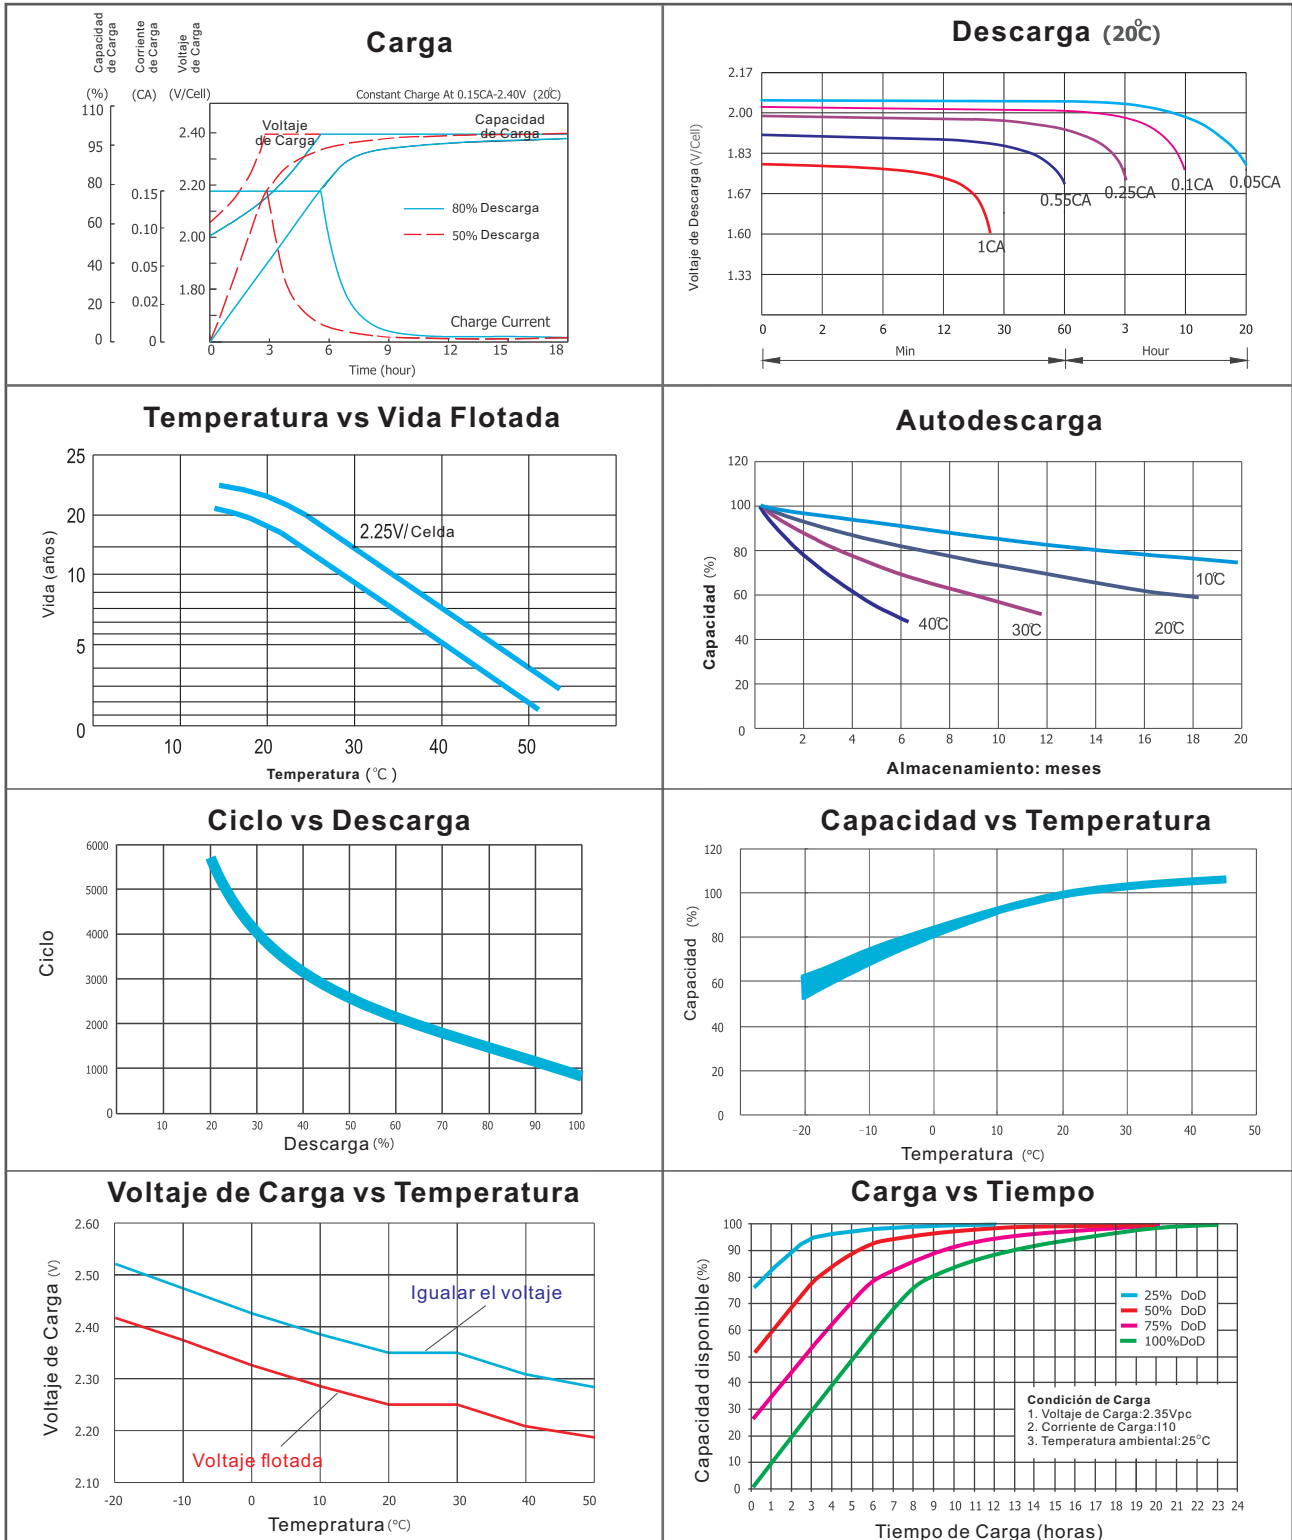 Carga
Capacidad
de Carga
Corriente
de Carga
Voltaje
de Carga
(%)
(CA)
(V/Cell)
Constant Charge At 0.15CA-2.40V (20℃)
110
95
80
60
40
20
0
0.15
0.10
0.05
0.02
0
2.40
2.20
2.00
1.80
Voltaje
de Carga
Capacidad
de Carga
80% Descarga
50% Descarga
Charge Current
0 3 6 9 12 15 18
Time (hour)
Descarga (20℃)
Voltaje de Descarga(V/Cell)
2.17
2.00
1.83
1.67
1.60
1.33
1CA
0.55CA
0.25CA
0.1CA
0.05CA
0 2 6 12 30 60 3 10 20
Min
Hour
Temperatura vs Vida Flotada
Vida (años)
25
20
10
5
0
2.25V/Celda
10 20 30 40 50
Temperatura (℃)
Autodescarga
Capacidad (%)
120
100
80
60
40
20
0
10℃
20℃
30℃
40℃
2 4 6 8 10 12 14 16 18 20
Almacenamiento: meses
Ciclo vs Descarga
Ciclo
6000
5000
4000
3000
2000
1000
0
10 20 30 40 50 60 70 80 90 100
Descarga (%)
Capacidad vs Temperatura
Capacidad (%)
120
100
80
60
40
20
0
-20 -10 0 10 20 30 40 50
Temperatura (°C)
Voltaje de Carga vs Temperatura
Voltaje de Carga (V)
2.60
2.50
2.40
2.30
2.20
2.10
Igualar el voltaje
Voltaje flotada
-20 -10 0 10 20 30 40 50
Temepratura (°C)
Carga vs Tiempo
Capacidad disponible (%)
100
90
80
70
60
50
40
30
20
10
0
25% DoD
50% DoD
75% DoD
100%DoD
Condición de Carga
1. Voltaje de Carga:2.35Vpc
2. Corriente de Carga:I10
3. Temperatura ambiental:25°C
0 1 2 3 4 5 6 7 8 9 10 11 12 13 14 15 16 17 18 19 20 21 22 23 24
Tiempo de Carga (horas)